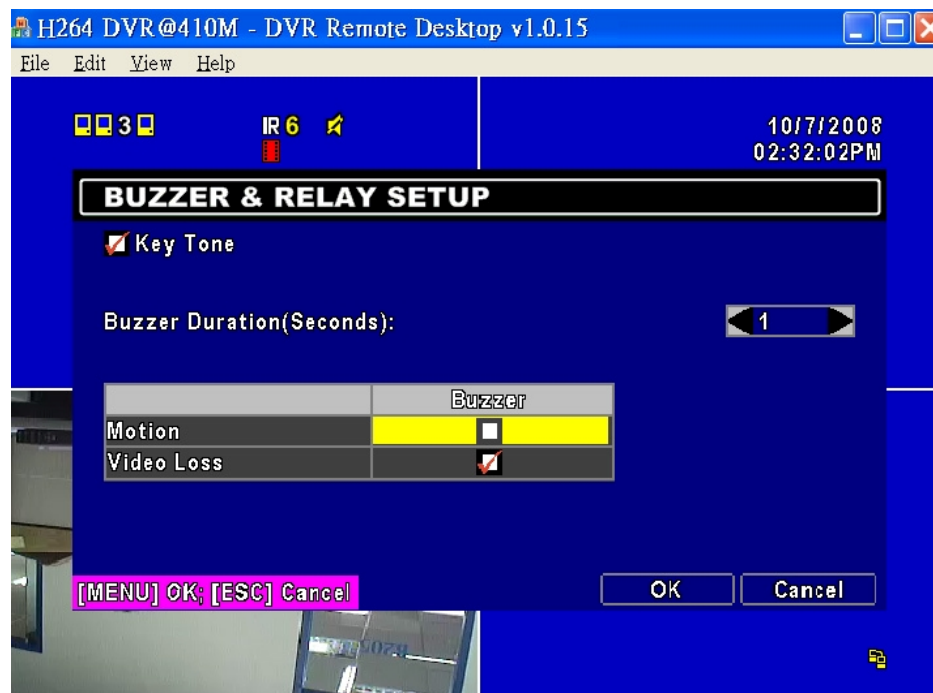 H264 DVR@410M - DVR Remote Desktop v1.0.15
File Edit View Help
3 IR 6
10/7/2008
02:32:02PM
BUZZER & RELAY SETUP
Key Tone
Buzzer Duration(Seconds): 1
Buzzer
Motion
Video Loss
[MENU] OK; [ESC] Cancel
OK Cancel